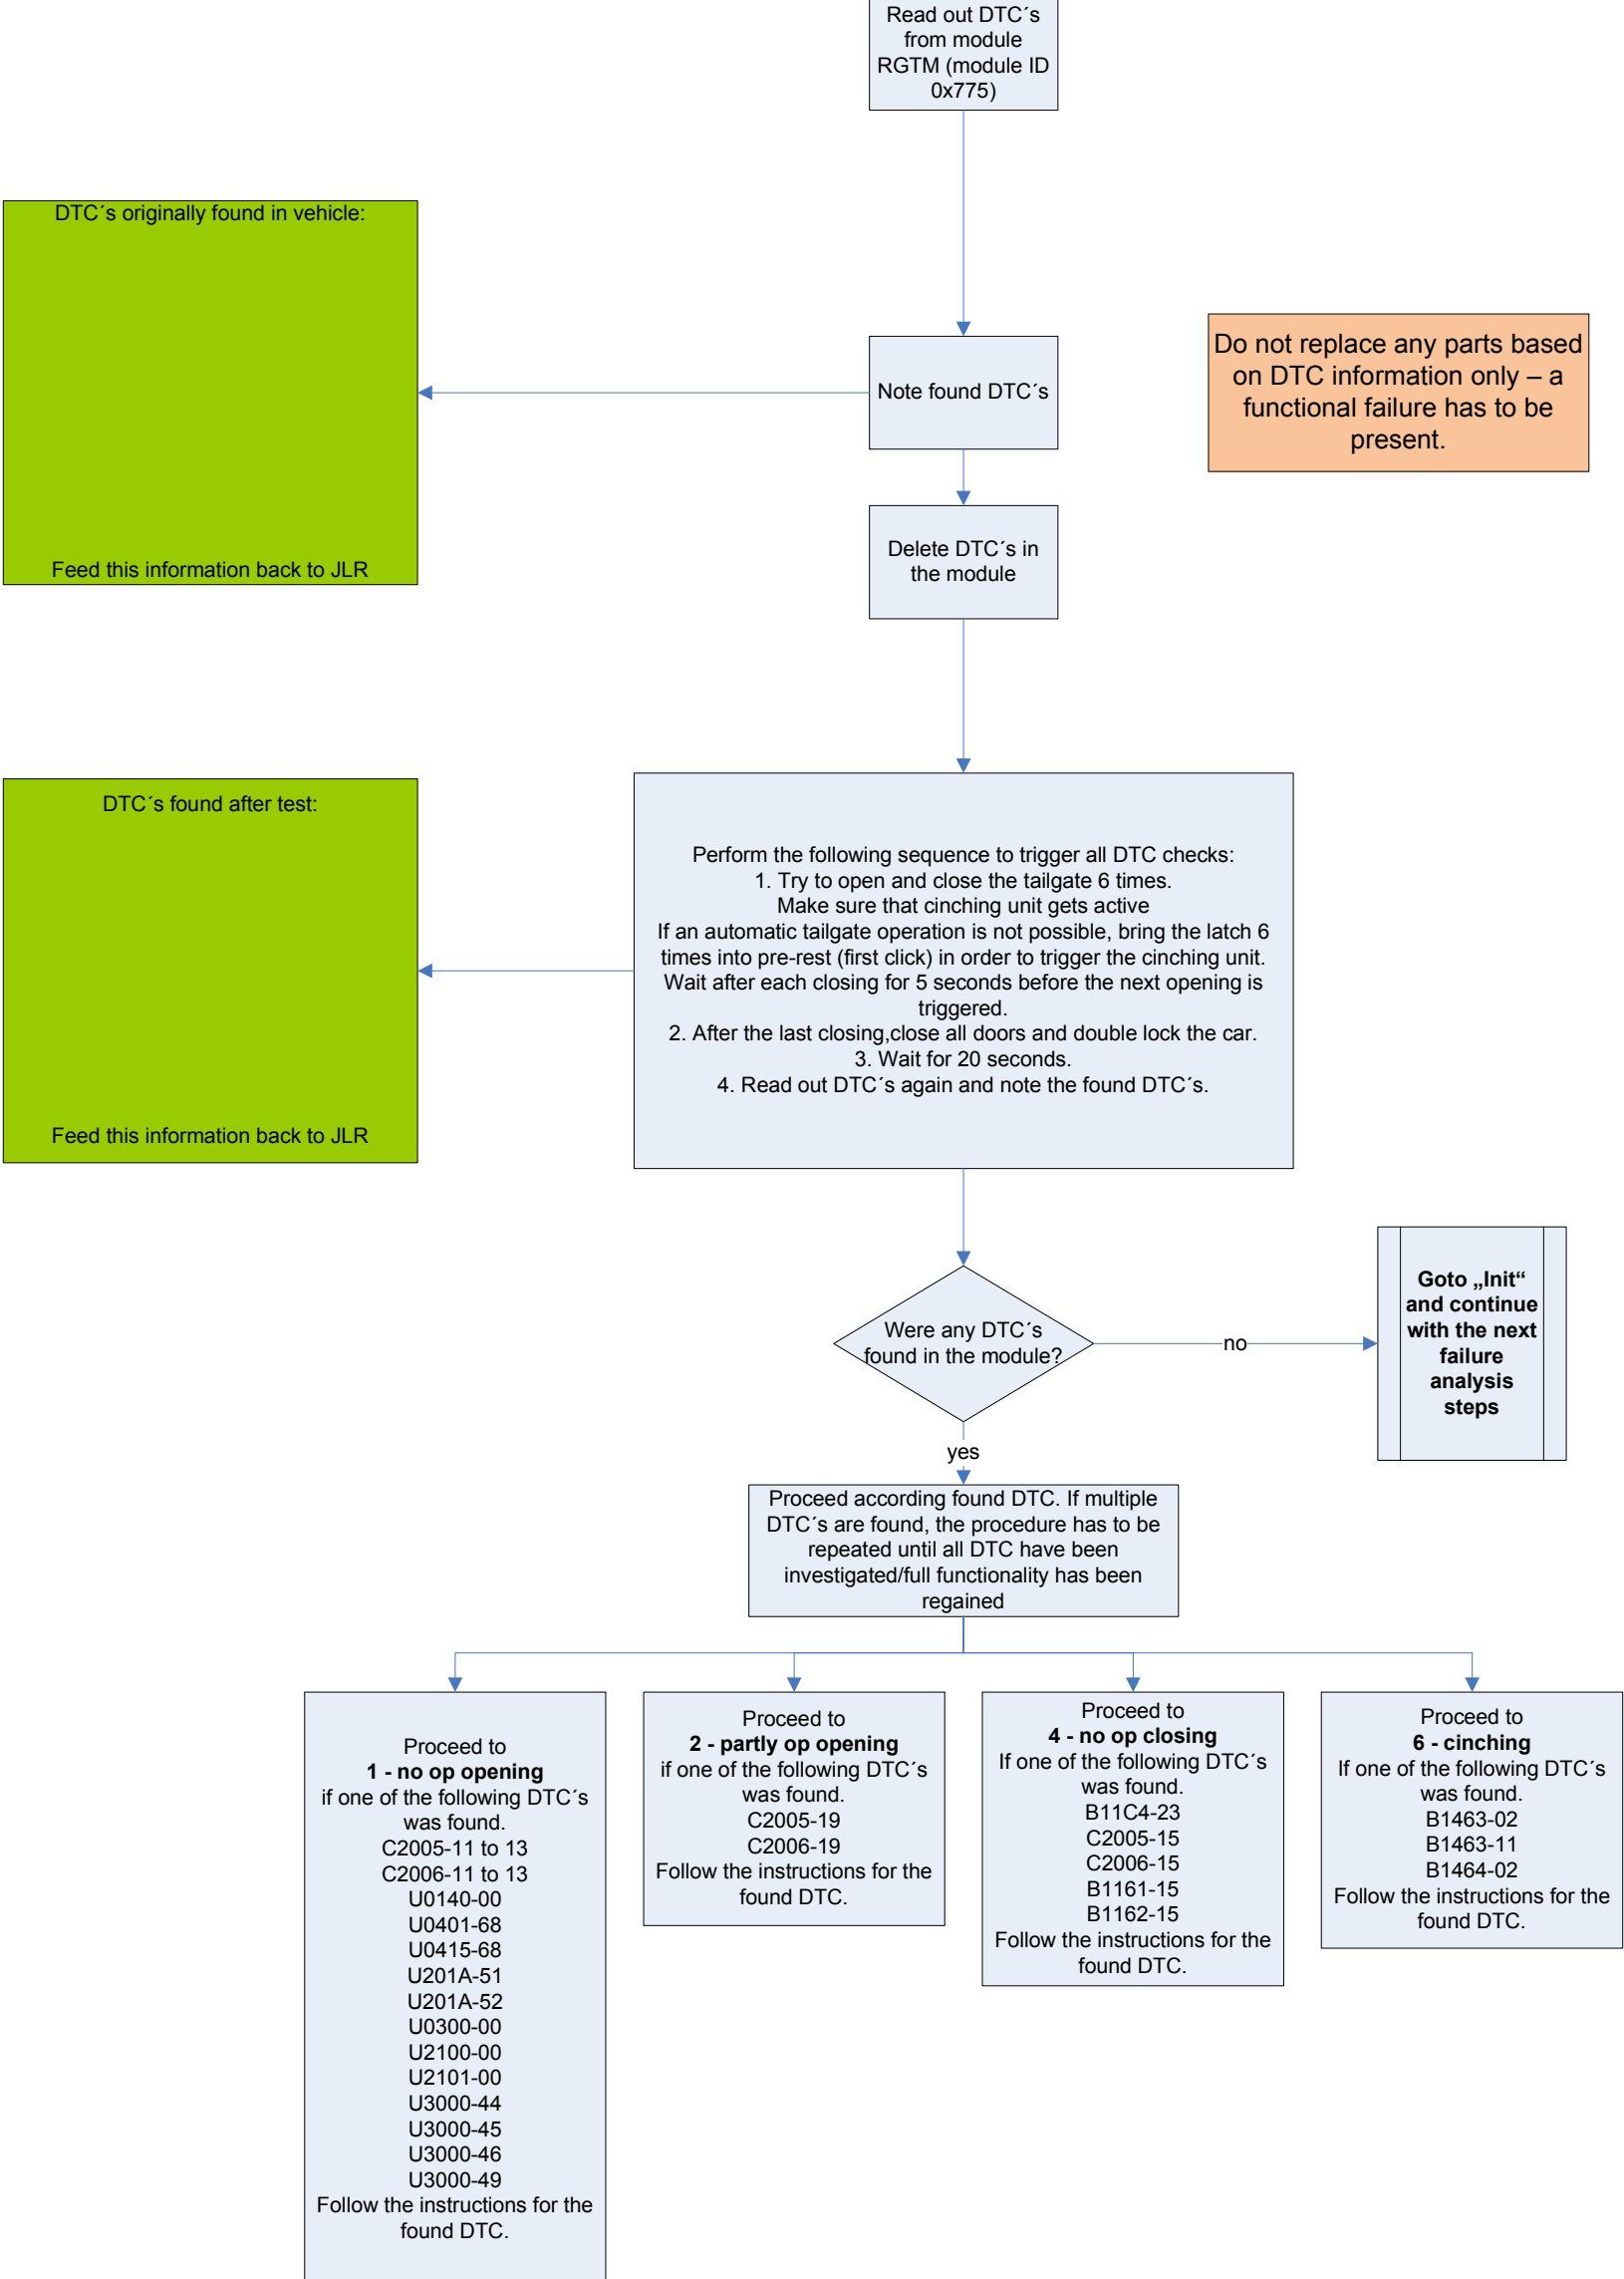 Read out DTC´s
from module
RGTM (module ID
0x775)
DTC´s originally found in vehicle:
Feed this information back to JLR
Note found DTC´s
Do not replace any parts based
on DTC information only – a
functional failure has to be
present.
Delete DTC´s in
the module
DTC´s found after test:
Feed this information back to JLR
Perform the following sequence to trigger all DTC checks:
1. Try to open and close the tailgate 6 times.
Make sure that cinching unit gets active
If an automatic tailgate operation is not possible, bring the latch 6
times into pre-rest (first click) in order to trigger the cinching unit.
Wait after each closing for 5 seconds before the next opening is
triggered.
2. After the last closing,close all doors and double lock the car.
3. Wait for 20 seconds.
4. Read out DTC´s again and note the found DTC´s.
Were any DTC´s
found in the module?
no
Goto „Init“
and continue
with the next
failure
analysis
steps
yes
Proceed according found DTC. If multiple
DTC´s are found, the procedure has to be
repeated until all DTC have been
investigated/full functionality has been
regained
Proceed to
1 - no op opening
if one of the following DTC´s
was found.
C2005-11 to 13
C2006-11 to 13
U0140-00
U0401-68
U0415-68
U201A-51
U201A-52
U0300-00
U2100-00
U2101-00
U3000-44
U3000-45
U3000-46
U3000-49
Follow the instructions for the
found DTC.
Proceed to
2 - partly op opening
if one of the following DTC´s
was found.
C2005-19
C2006-19
Follow the instructions for the
found DTC.
Proceed to
4 - no op closing
If one of the following DTC´s
was found.
B11C4-23
C2005-15
C2006-15
B1161-15
B1162-15
Follow the instructions for the
found DTC.
Proceed to
6 - cinching
If one of the following DTC´s
was found.
B1463-02
B1463-11
B1464-02
Follow the instructions for the
found DTC.